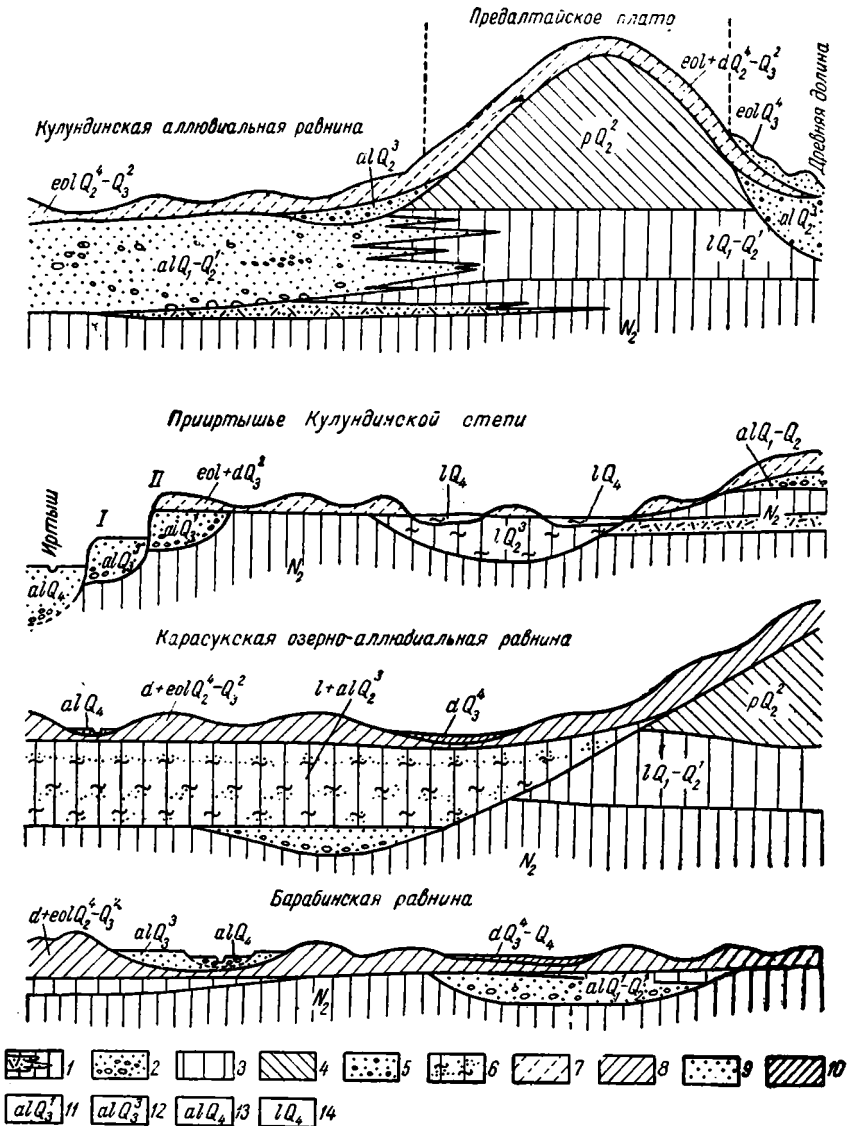 Предалтайское плато
Кулундинская аллювиальная равнина
Древняя долина
eol+dQ₂⁴-Q₃²
eolQ₃⁴
eolQ₂⁴-Q₃²
alQ₂³
pQ₂²
alQ₂³
alQ₁-Q₂¹
lQ₁-Q₂¹
N₂
Прииртышье Кулундинской степи
alQ₁-Q₂
Иртыш
I
II
eol+dQ₃²
lQ₄
lQ₄
alQ₃¹
alQ₃³
alQ₄
lQ₂³
N₂
N₂
Карасукская озерно-аллювиальная равнина
alQ₄
d+eolQ₂⁴-Q₃²
l+alQ₂³
dQ₃⁴
pQ₂²
lQ₁-Q₂¹
N₂
Барабинская равнина
d+eolQ₂⁴-Q₃²
alQ₃³
alQ₄
dQ₃⁴-Q₄
N₂
1 2 3 4 5 6 7 8 9 10
alQ₃¹ 11 alQ₃³ 12 alQ₄ 13 lQ₄ 14